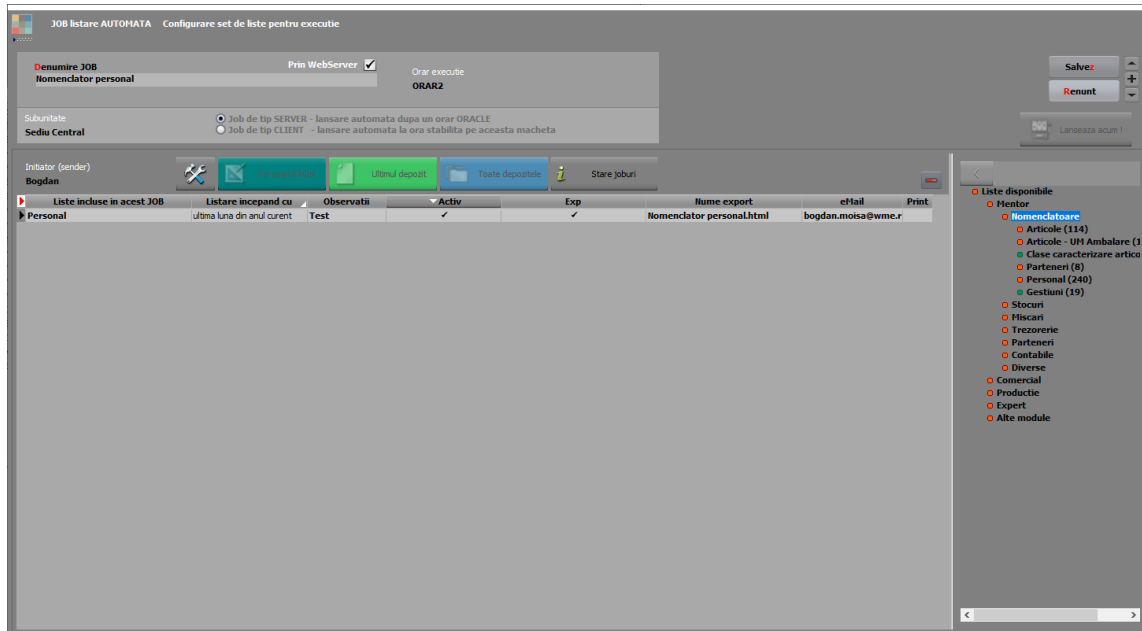 JOB listare AUTOMATA Configurare set de liste pentru executie
Denumire JOB
Prin WebServer
Nomenclator personal
Orar executie
ORAR2
Salvez
Renunt
Subunitate
Sediu Central
Job de tip SERVER - lansare automata dupa un orar ORACLE
Job de tip CLIENT - lansare automata la ora stabilita pe aceasta macheta
Lanseaza acum !
Initiator (sender)
Bogdan
Ultimul depozit
Toate depozitele
Stare joburi
Liste incluse in acest JOB Listare incepand cu Observatii Activ Exp Nume export eMail Print
Personal ultima luna din anul curent Test ✔ ✔ Nomenclator personal.html bogdan.moisa@wme.r
Liste disponibile
Mentor
Nomenclatoare
Articole (114)
Articole - UM Ambalare (1
Clase caracterizare artico
Parteneri (8)
Personal (240)
Gestiuni (19)
Stocuri
Miscari
Trezorerie
Parteneri
Contabile
Diverse
Comercial
Productie
Expert
Alte module